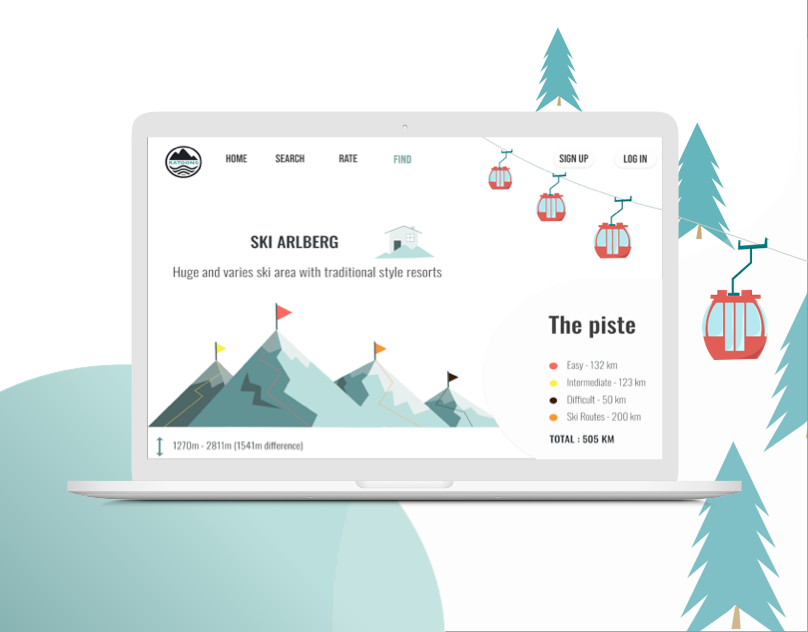 HOME
SEARCH
RATE
FIND
SIGN UP
LOG IN
SKI ARLBERG
Huge and varies ski area with traditional style resorts
The piste
Easy - 132 km
Intermediate - 123 km
Difficult - 50 km
Ski Routes - 200 km
TOTAL : 505 KM
1270m - 2811m (1541m difference)